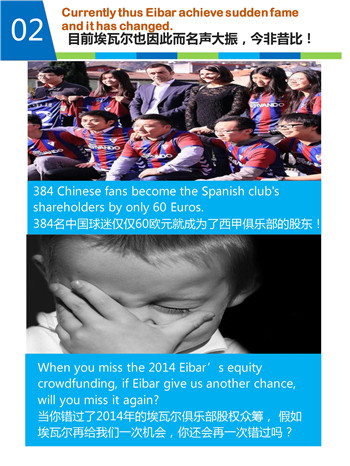 02
Currently thus Eibar achieve sudden fame
and it has changed.
目前埃瓦尔也因此而名声大振，今非昔比！
384 Chinese fans become the Spanish club's
shareholders by only 60 Euros.
384名中国球迷仅仅60欧元就成为了西甲俱乐部的股东！
When you miss the 2014 Eibar's equity
crowdfunding, if Eibar give us another chance,
will you miss it again?
当你错过了2014年的埃瓦尔俱乐部股权众筹， 假如
埃瓦尔再给我们一次机会，你还会再一次错过吗？